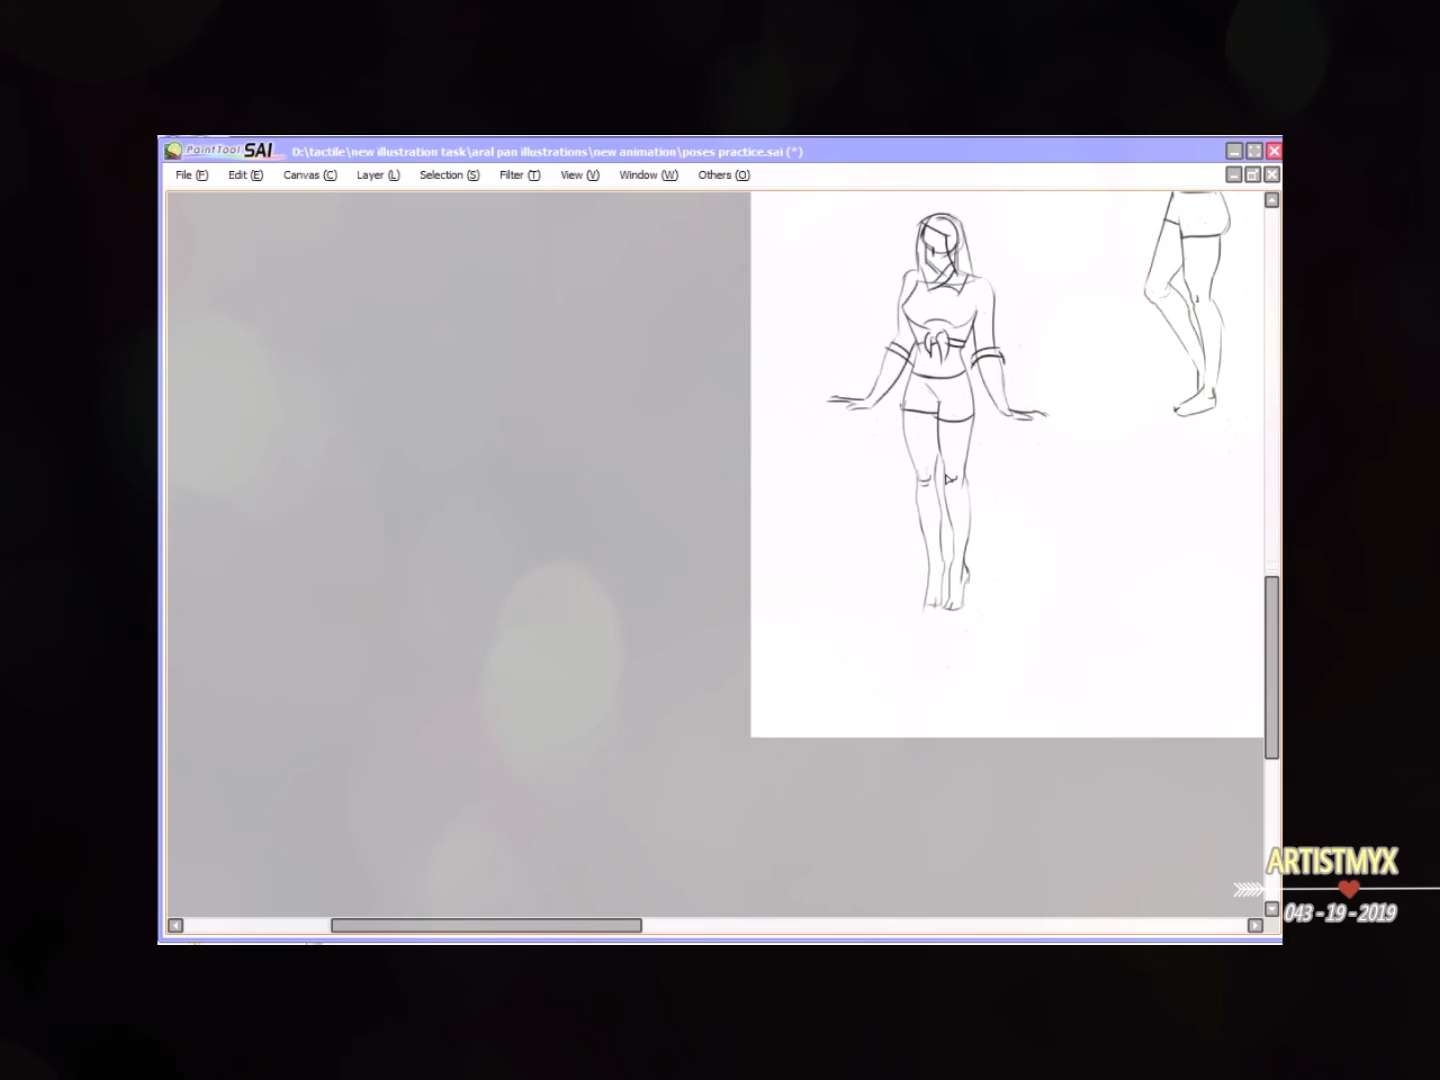 PaintTool SAI D:\tactile\new illustration task\aral pan illustrations\new animation\poses practice.sai (*)
File (F) Edit (E) Canvas (C) Layer (L) Selection (S) Filter (T) View (V) Window (W) Others (O)
ARTISTMYX
043 - 19 - 2019